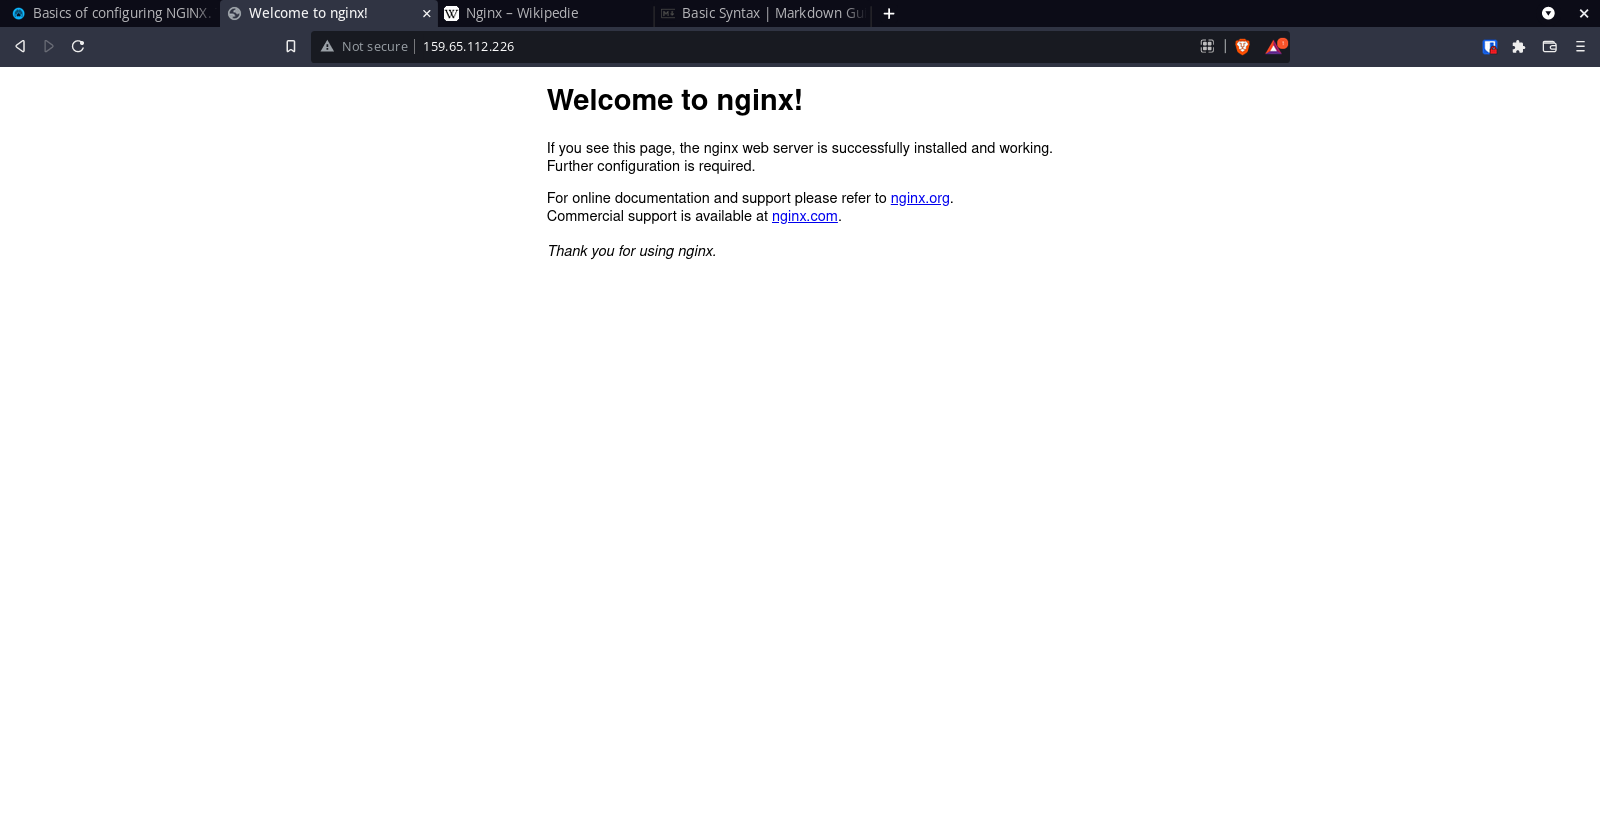 Basics of configuring NGINX.
Welcome to nginx!
Nginx – Wikipedie
Basic Syntax | Markdown Gu
Not secure
159.65.112.226
Welcome to nginx!
If you see this page, the nginx web server is successfully installed and working.
Further configuration is required.
For online documentation and support please refer to nginx.org.
Commercial support is available at nginx.com.
Thank you for using nginx.